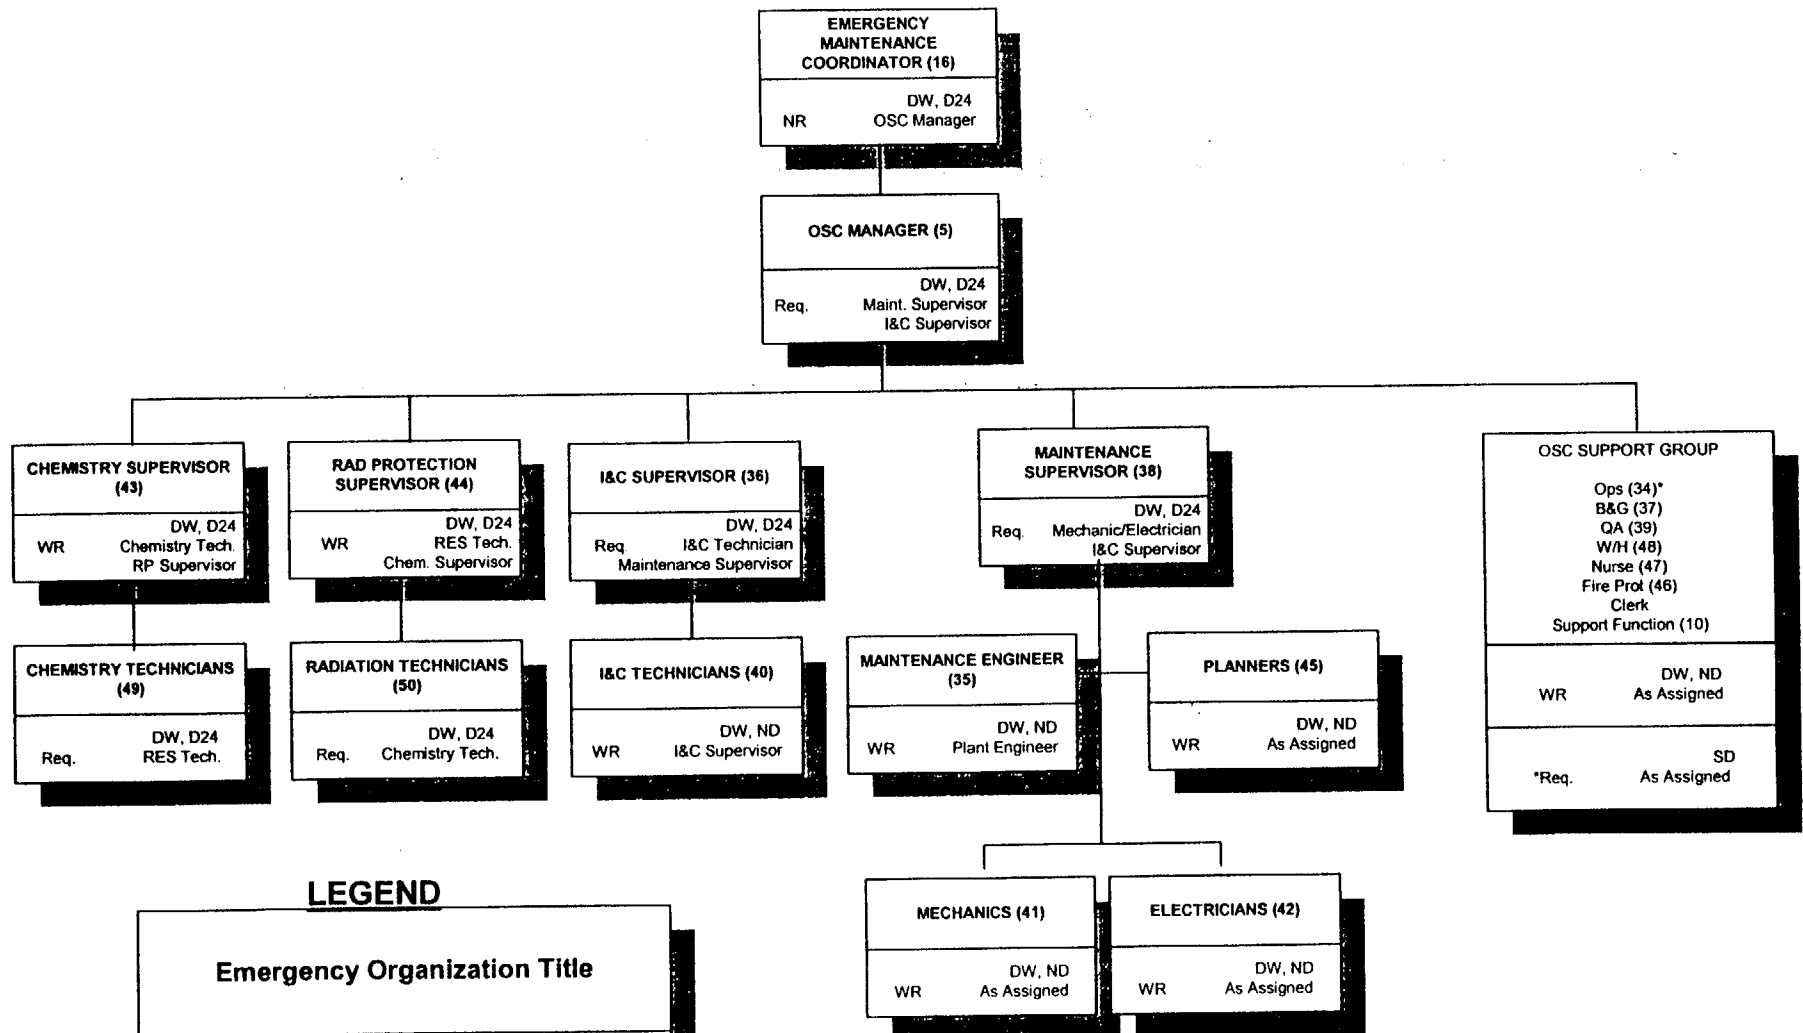 EMERGENCY
MAINTENANCE
COORDINATOR (16)
DW, D24
NR OSC Manager
OSC MANAGER (5)
DW, D24
Req. Maint. Supervisor
I&C Supervisor
CHEMISTRY SUPERVISOR
(43)
DW, D24
WR Chemistry Tech.
RP Supervisor
RAD PROTECTION
SUPERVISOR (44)
DW, D24
WR RES Tech.
Chem. Supervisor
I&C SUPERVISOR (36)
DW, D24
Req. I&C Technician
Maintenance Supervisor
MAINTENANCE
SUPERVISOR (38)
DW, D24
Req. Mechanic/Electrician
I&C Supervisor
OSC SUPPORT GROUP
Ops (34)*
B&G (37)
QA (39)
W/H (48)
Nurse (47)
Fire Prot (46)
Clerk
Support Function (10)
DW, ND
WR As Assigned
SD
*Req. As Assigned
CHEMISTRY TECHNICIANS
(49)
DW, D24
Req. RES Tech.
RADIATION TECHNICIANS
(50)
DW, D24
Req. Chemistry Tech.
I&C TECHNICIANS (40)
DW, ND
WR I&C Supervisor
MAINTENANCE ENGINEER
(35)
DW, ND
WR Plant Engineer
PLANNERS (45)
DW, ND
WR As Assigned
MECHANICS (41)
DW, ND
WR As Assigned
ELECTRICIANS (42)
DW, ND
WR As Assigned
LEGEND
Emergency Organization Title